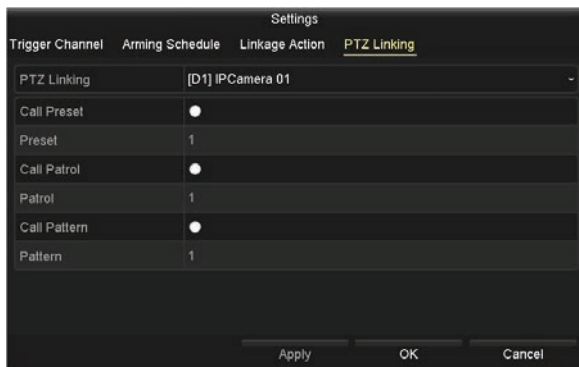 Settings
Trigger Channel Arming Schedule Linkage Action PTZ Linking
PTZ Linking [D1] IPCamera 01
Call Preset
Preset 1
Call Patrol
Patrol 1
Call Pattern
Pattern 1
Apply OK Cancel